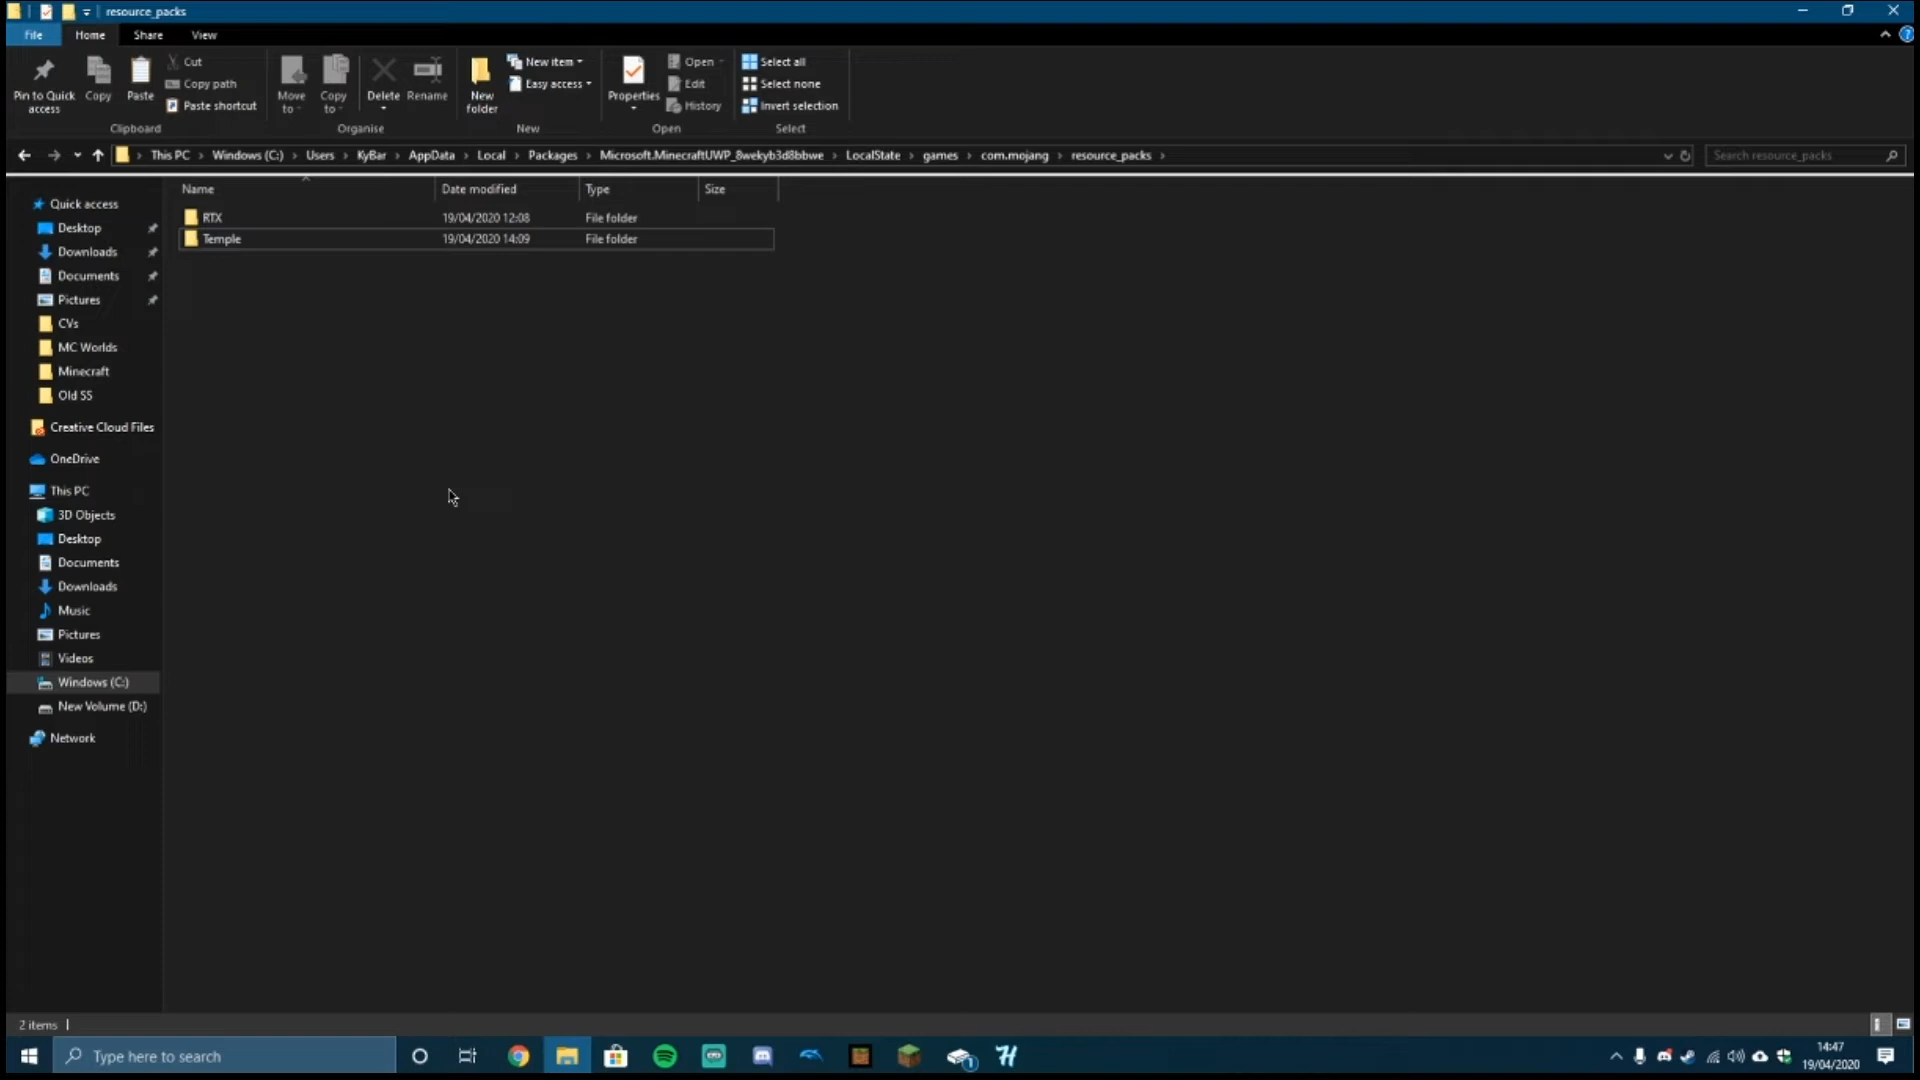 resource_packs
File Home Share View
Pin to Quick access
Copy
Paste
Cut
Copy path
Paste shortcut
Clipboard
Move to
Copy to
Delete
Rename
Organise
New folder
New item
Easy access
New
Properties
Open
Edit
History
Open
Select all
Select none
Invert selection
Select
This PC > Windows (C:) > Users > KyBar > AppData > Local > Packages > Microsoft.MinecraftUWP_8wekyb3d8bbwe > LocalState > games > com.mojang > resource_packs >
Search resource_packs
Name Date modified Type Size
RTX 19/04/2020 12:08 File folder
Temple 19/04/2020 14:09 File folder
Quick access
Desktop
Downloads
Documents
Pictures
CVs
MC Worlds
Minecraft
Old SS
Creative Cloud Files
OneDrive
This PC
3D Objects
Desktop
Documents
Downloads
Music
Pictures
Videos
Windows (C:)
New Volume (D:)
Network
2 items
Type here to search
1
14:47
19/04/2020